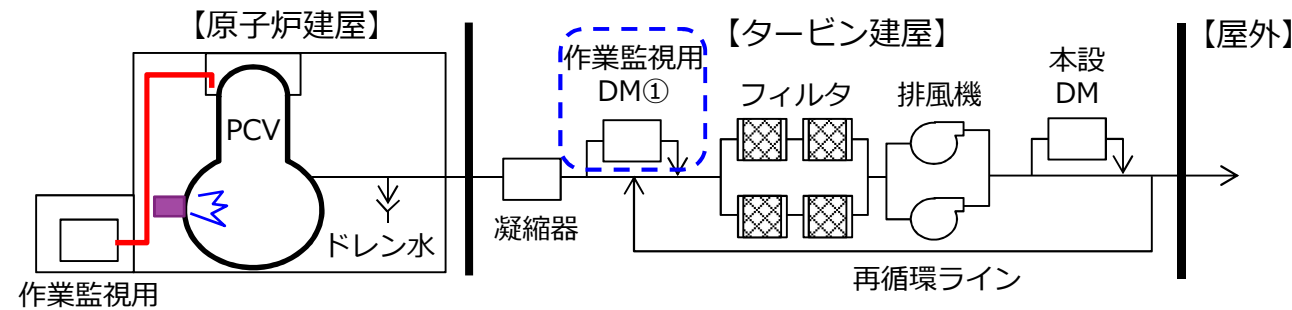 【原子炉建屋】
【タービン建屋】
【屋外】
作業監視用
DM①
フィルタ
排風機
本設
DM
PCV
ドレン水
凝縮器
再循環ライン
作業監視用